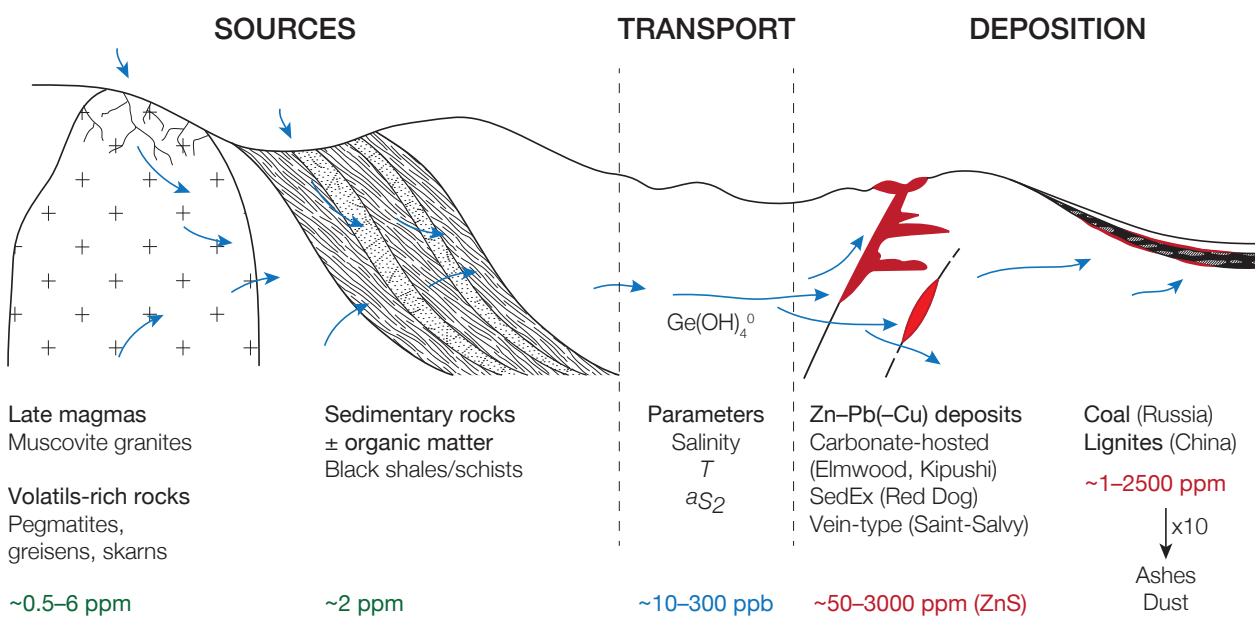 SOURCES
TRANSPORT
DEPOSITION
Ge(OH)₄⁰
Late magmas
Muscovite granites
Volatils-rich rocks
Pegmatites,
greisens, skarns
~0.5–6 ppm
Sedimentary rocks
± organic matter
Black shales/schists
~2 ppm
Parameters
Salinity
T
aS2
~10–300 ppb
Zn–Pb(–Cu) deposits
Carbonate-hosted
(Elmwood, Kipushi)
SedEx (Red Dog)
Vein-type (Saint-Salvy)
~50–3000 ppm (ZnS)
Coal (Russia)
Lignites (China)
~1–2500 ppm
x10
Ashes
Dust